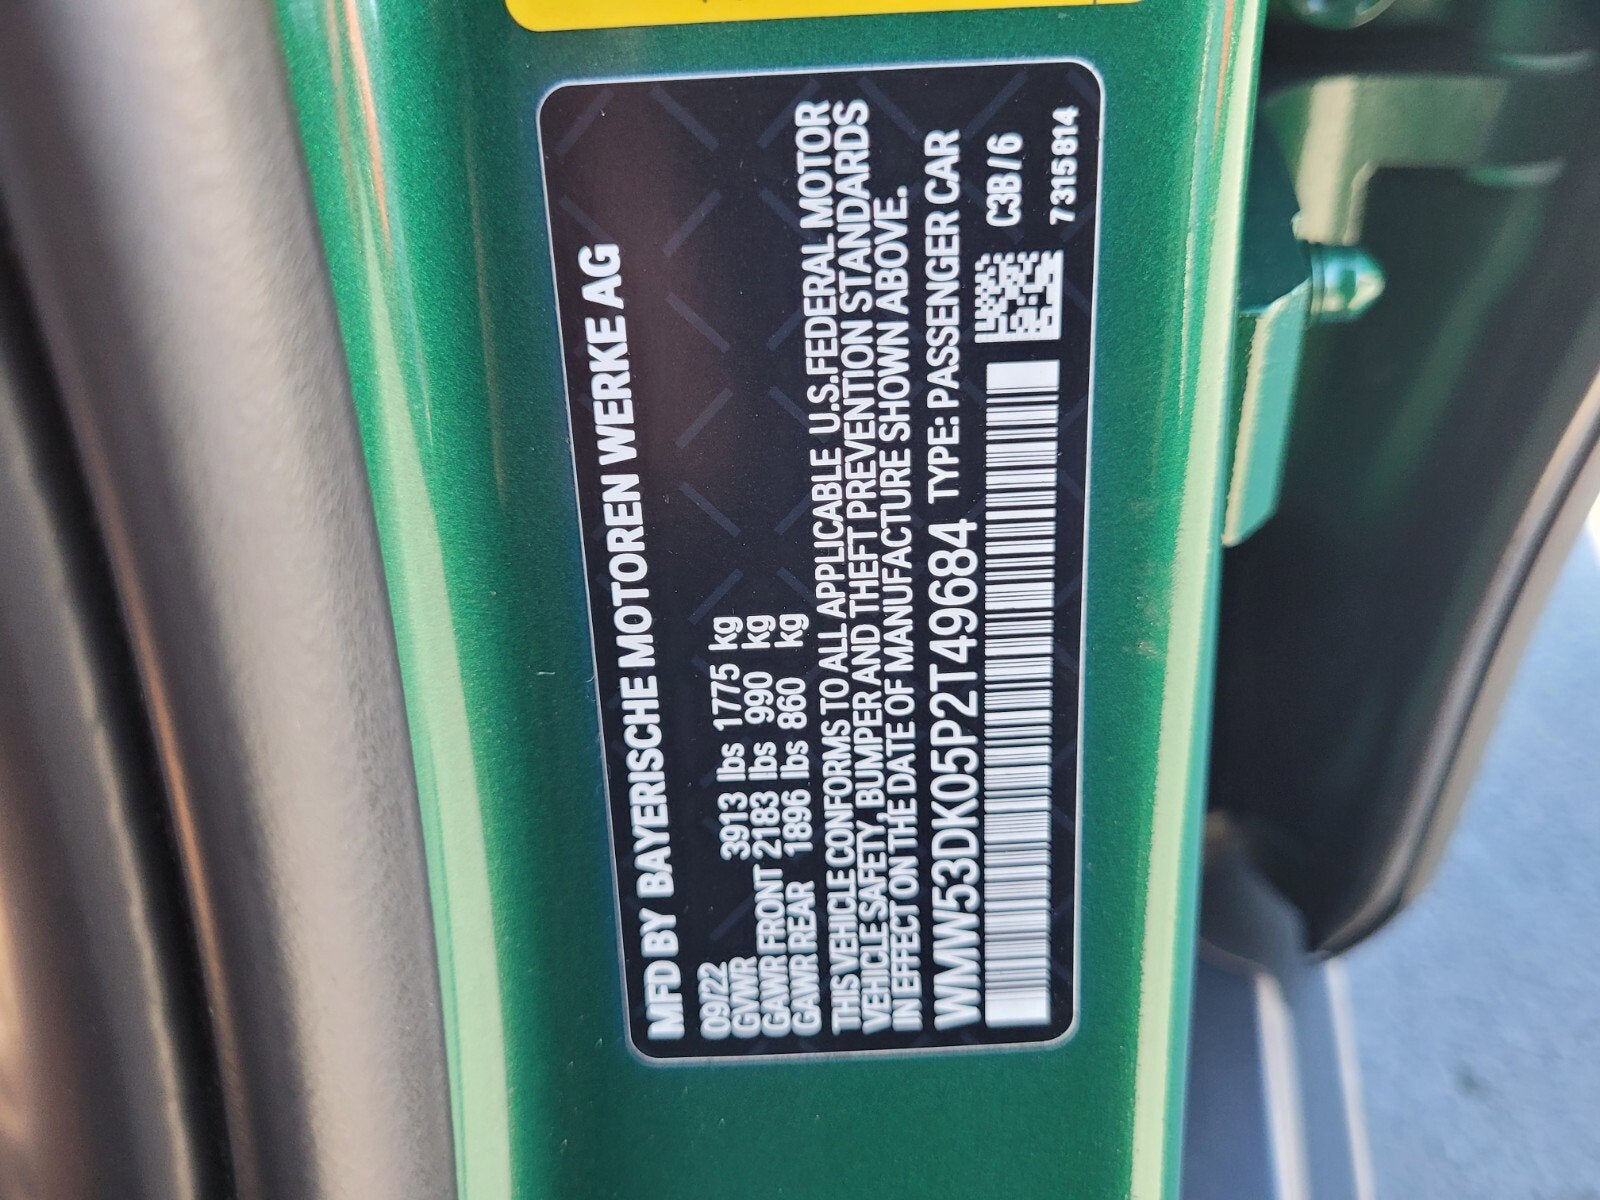 MFD BY BAYERISCHE MOTOREN WERKE AG
09/22
GVWR 3913 lbs 1775 kg
GAWR FRONT 2183 lbs 990 kg
GAWR REAR 1896 lbs 860 kg
THIS VEHICLE CONFORMS TO ALL APPLICABLE U.S.FEDERAL MOTOR
VEHICLE SAFETY, BUMPER AND THEFT PREVENTION STANDARDS
IN EFFECT ON THE DATE OF MANUFACTURE SHOWN ABOVE.
WMW53DK05P2T49684 TYPE: PASSENGER CAR
C3B/6
7315814